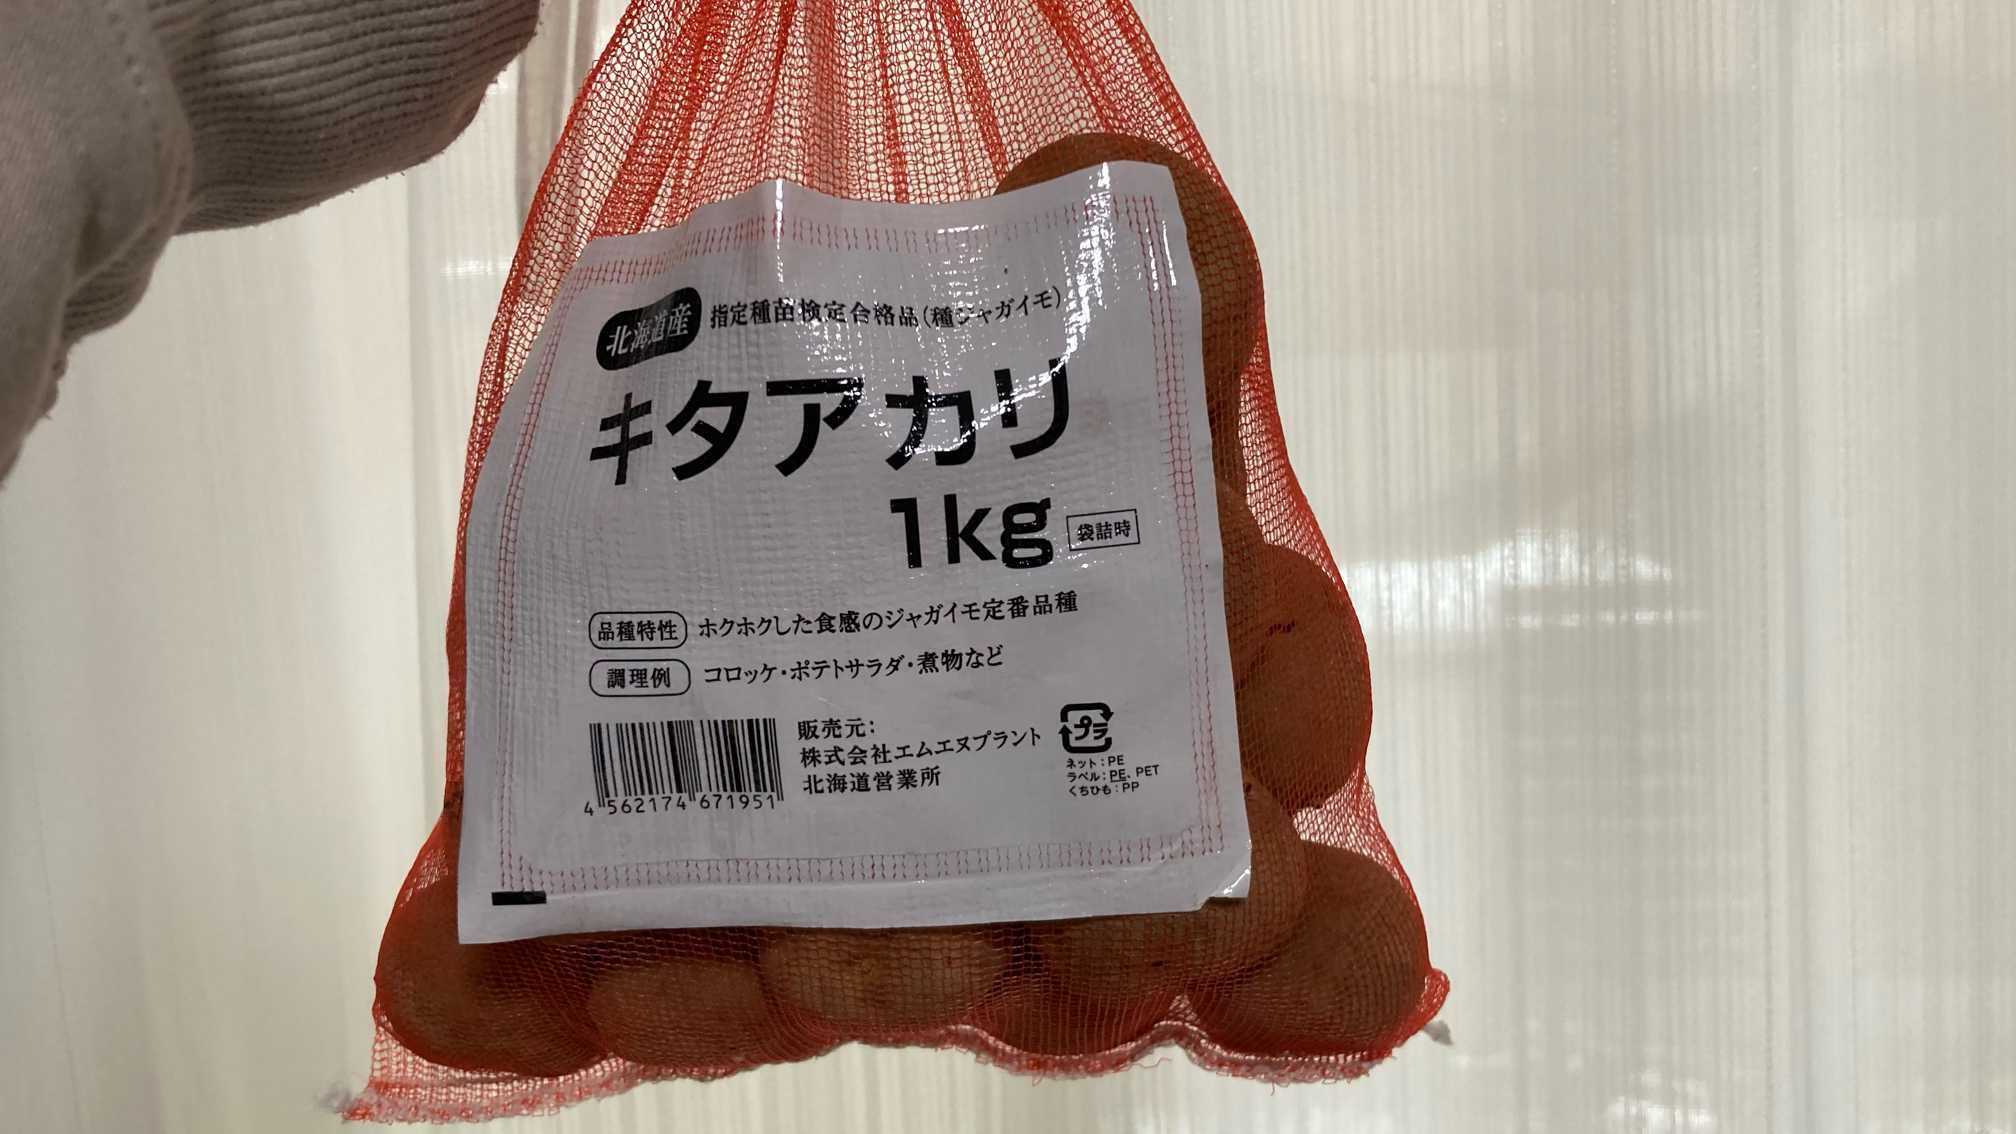 北海道産 指定種苗検定合格品(種ジャガイモ)
キタアカリ
1kg 袋詰時
品種特性 ホクホクした食感のジャガイモ定番品種
調理例 コロッケ・ポテトサラダ・煮物など
販売元:
株式会社エムエヌプラント
北海道営業所
4 562174 671951
プラ
ネット:PE
ラベル:PE、PET
くちひも:PP